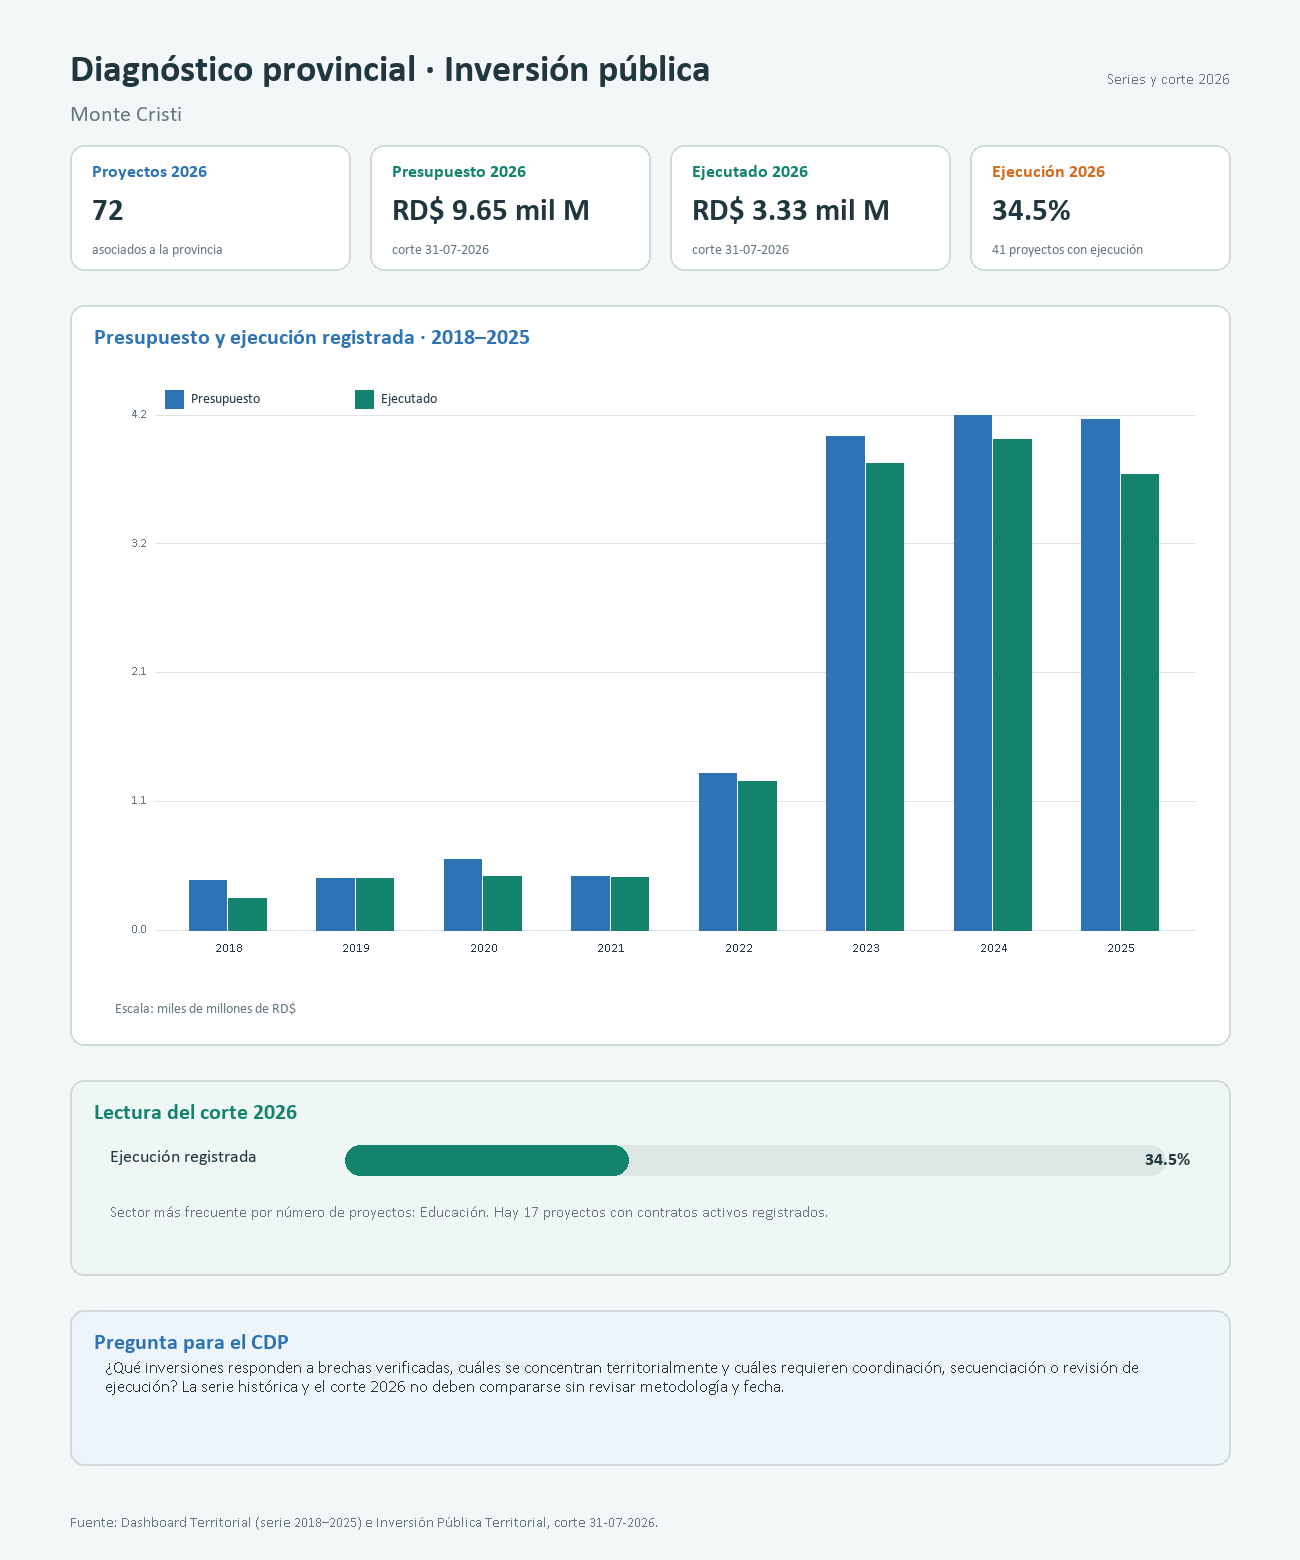 Diagnóstico provincial · Inversión pública
Series y corte 2026
Monte Cristi
Proyectos 2026
72
asociados a la provincia
Presupuesto 2026
RD$ 9.65 mil M
corte 31-07-2026
Ejecutado 2026
RD$ 3.33 mil M
corte 31-07-2026
Ejecución 2026
34.5%
41 proyectos con ejecución
Presupuesto y ejecución registrada · 2018–2025
Presupuesto
Ejecutado
4.2
3.2
2.1
1.1
0.0
2018
2019
2020
2021
2022
2023
2024
2025
Escala: miles de millones de RD$
Lectura del corte 2026
Ejecución registrada
34.5%
Sector más frecuente por número de proyectos: Educación. Hay 17 proyectos con contratos activos registrados.
Pregunta para el CDP
¿Qué inversiones responden a brechas verificadas, cuáles se concentran territorialmente y cuáles requieren coordinación, secuenciación o revisión de
ejecución? La serie histórica y el corte 2026 no deben compararse sin revisar metodología y fecha.
Fuente: Dashboard Territorial (serie 2018–2025) e Inversión Pública Territorial, corte 31-07-2026.